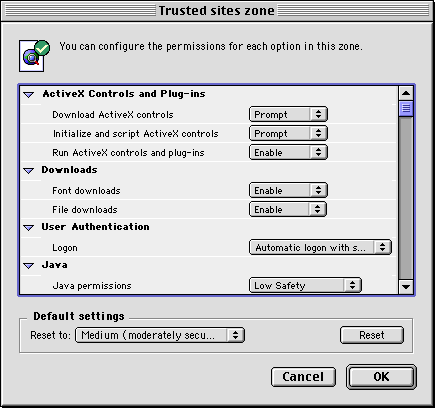 Trusted sites zone
You can configure the permissions for each option in this zone.
ActiveX Controls and Plug-ins
Download ActiveX controls Prompt
Initialize and script ActiveX controls Prompt
Run ActiveX controls and plug-ins Enable
Downloads
Font downloads Enable
File downloads Enable
User Authentication
Logon Automatic logon with s...
Java
Java permissions Low Safety
Default settings
Reset to: Medium (moderately secu... Reset
Cancel OK